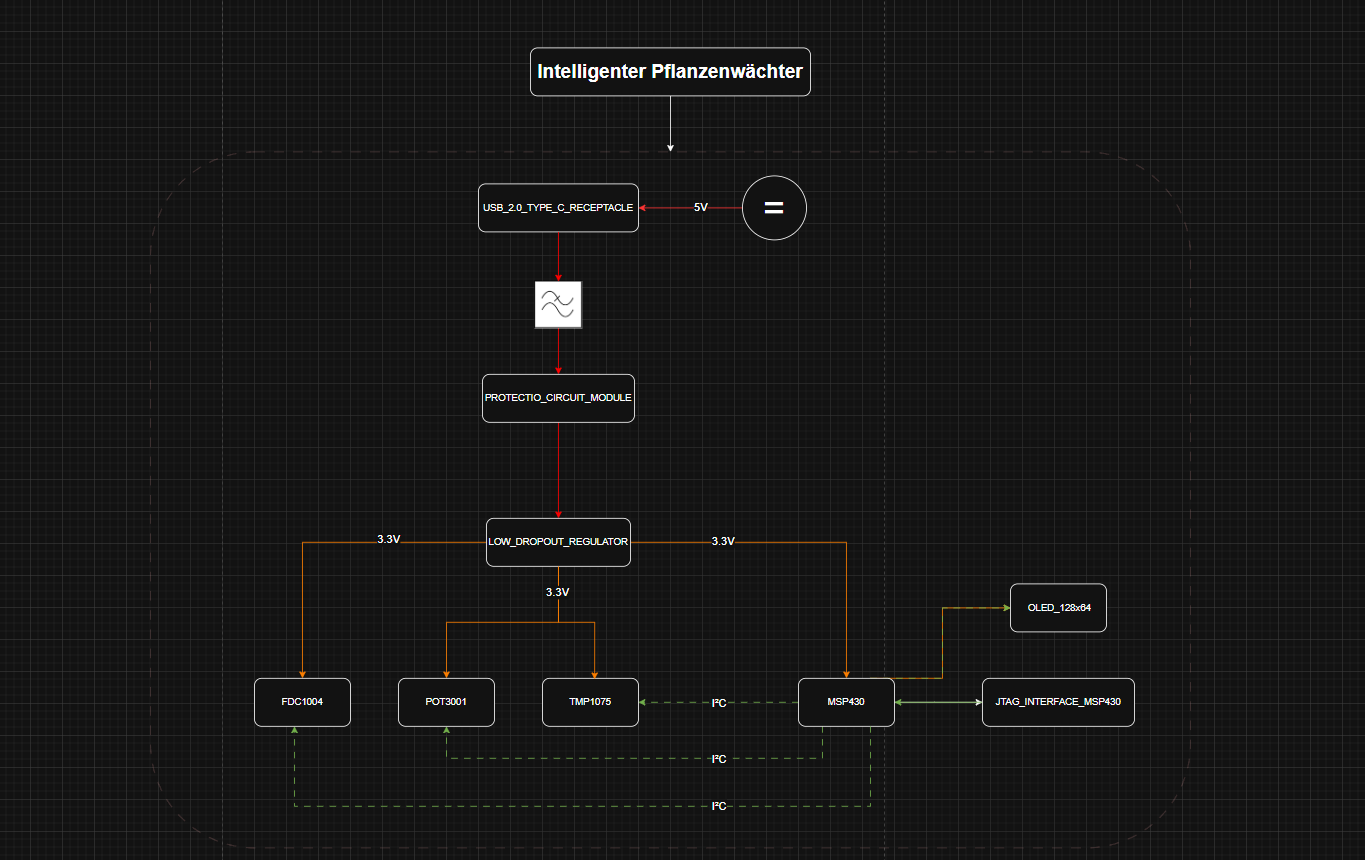 Intelligenter Pflanzenwächter
USB_2.0_TYPE_C_RECEPTACLE
5V
=
PROTECTIO_CIRCUIT_MODULE
3.3V
LOW_DROPOUT_REGULATOR
3.3V
3.3V
OLED_128x64
FDC1004
POT3001
TMP1075
I²C
MSP430
JTAG_INTERFACE_MSP430
I²C
I²C